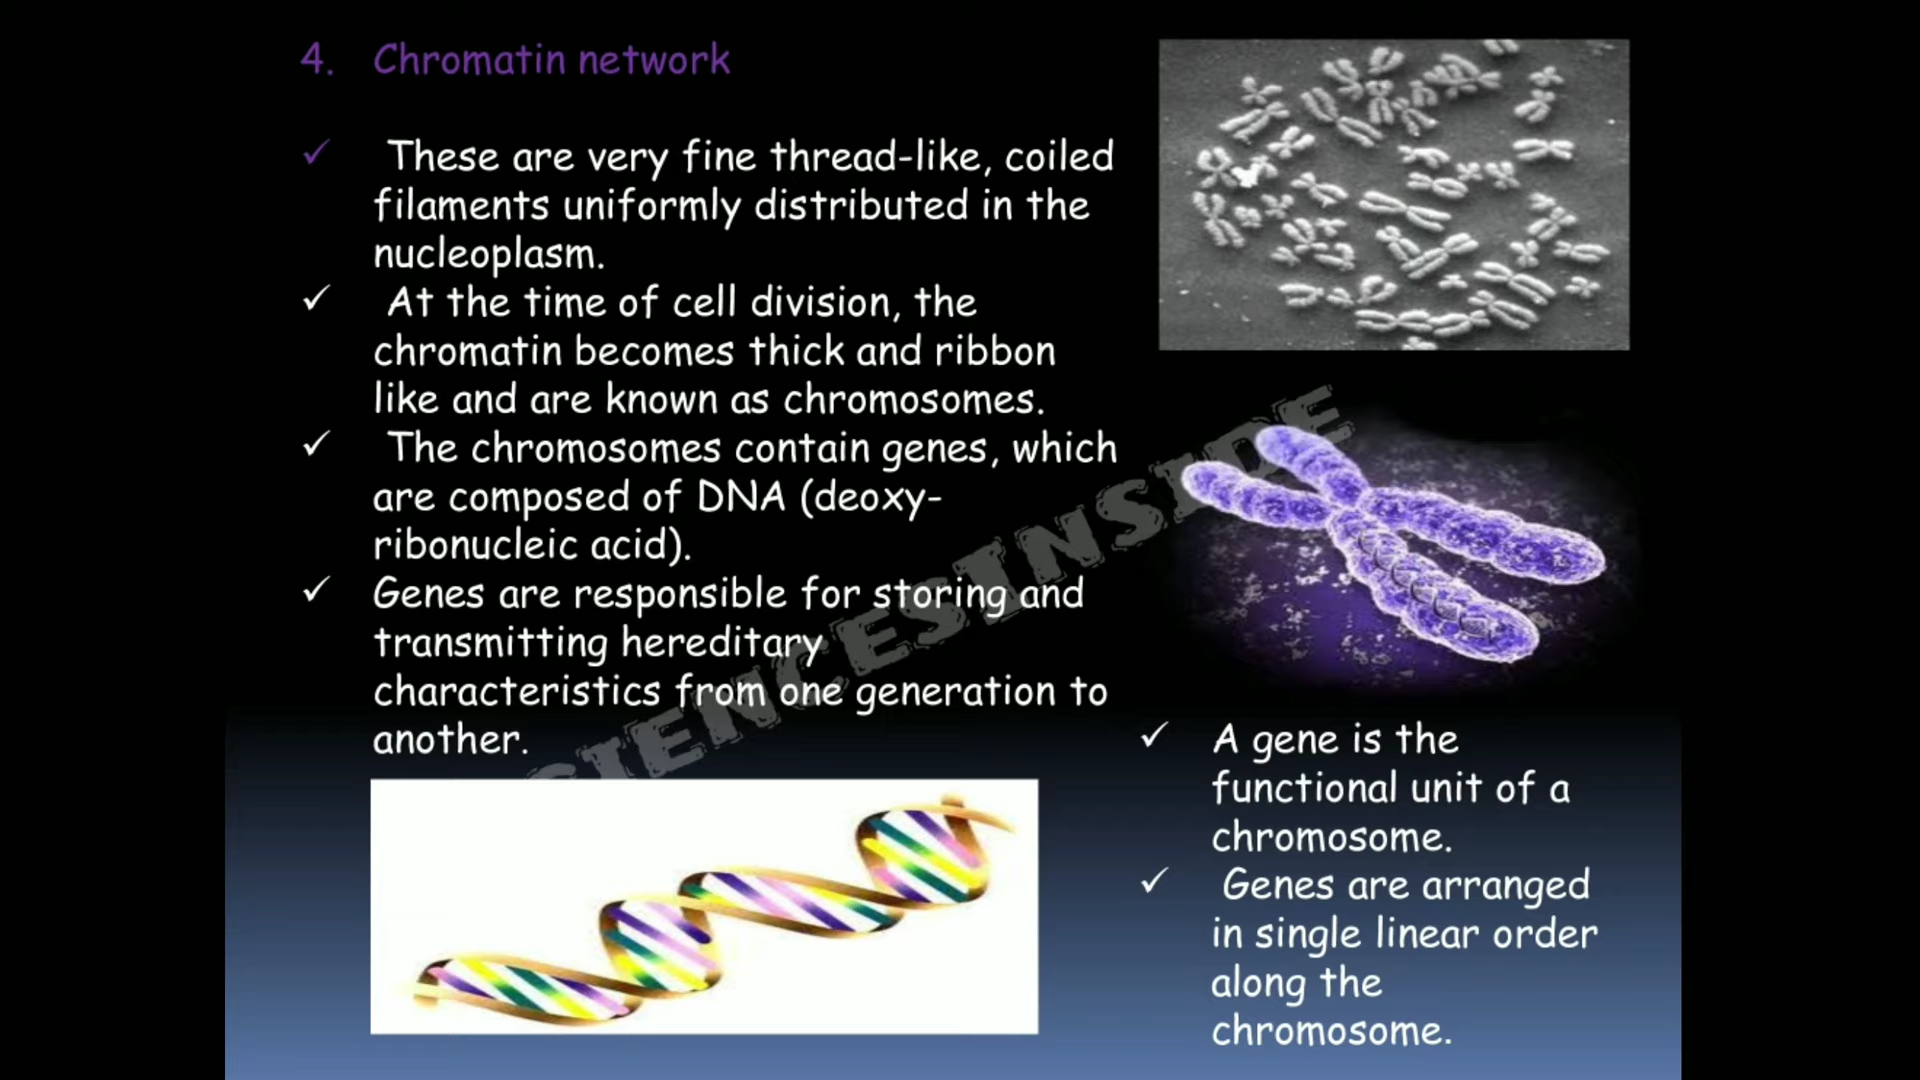 4. Chromatin network
✓ These are very fine thread-like, coiled
filaments uniformly distributed in the
nucleoplasm.
✓ At the time of cell division, the
chromatin becomes thick and ribbon
like and are known as chromosomes.
✓ The chromosomes contain genes, which
are composed of DNA (deoxy-
ribonucleic acid).
✓ Genes are responsible for storing and
transmitting hereditary
characteristics from one generation to
another.
✓ A gene is the
functional unit of a
chromosome.
✓ Genes are arranged
in single linear order
along the
chromosome.
SIENCESINSIDE